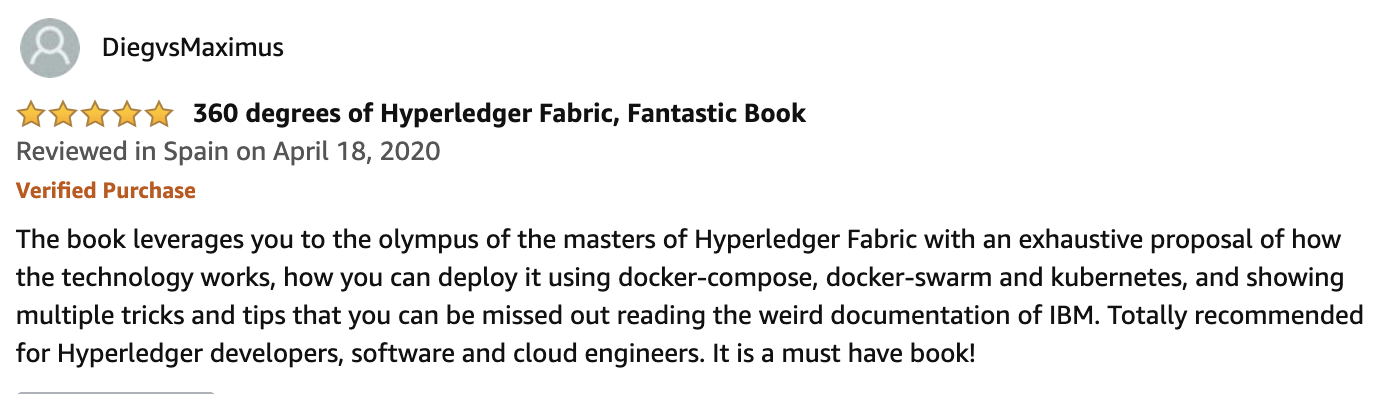 DiegvsMaximus
360 degrees of Hyperledger Fabric, Fantastic Book
Reviewed in Spain on April 18, 2020
Verified Purchase
The book leverages you to the olympus of the masters of Hyperledger Fabric with an exhaustive proposal of how
the technology works, how you can deploy it using docker-compose, docker-swarm and kubernetes, and showing
multiple tricks and tips that you can be missed out reading the weird documentation of IBM. Totally recommended
for Hyperledger developers, software and cloud engineers. It is a must have book!